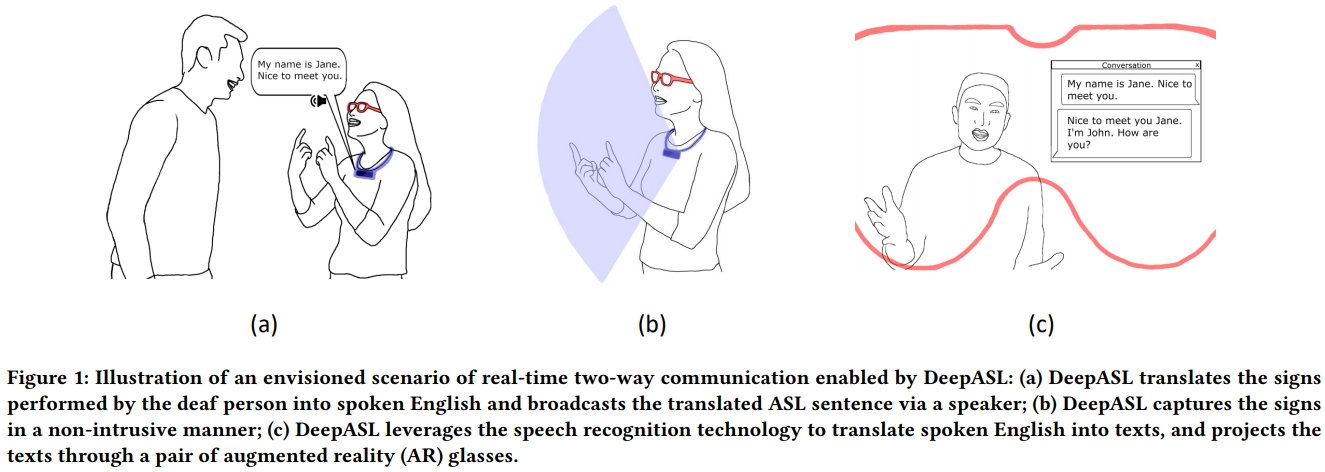 My name is Jane.
Nice to meet you.
Conversation x
My name is Jane. Nice to
meet you.
Nice to meet you Jane.
I'm John. How are
you?
(a)
(b)
(c)
Figure 1: Illustration of an envisioned scenario of real-time two-way communication enabled by DeepASL: (a) DeepASL translates the signs
performed by the deaf person into spoken English and broadcasts the translated ASL sentence via a speaker; (b) DeepASL captures the signs
in a non-intrusive manner; (c) DeepASL leverages the speech recognition technology to translate spoken English into texts, and projects the
texts through a pair of augmented reality (AR) glasses.